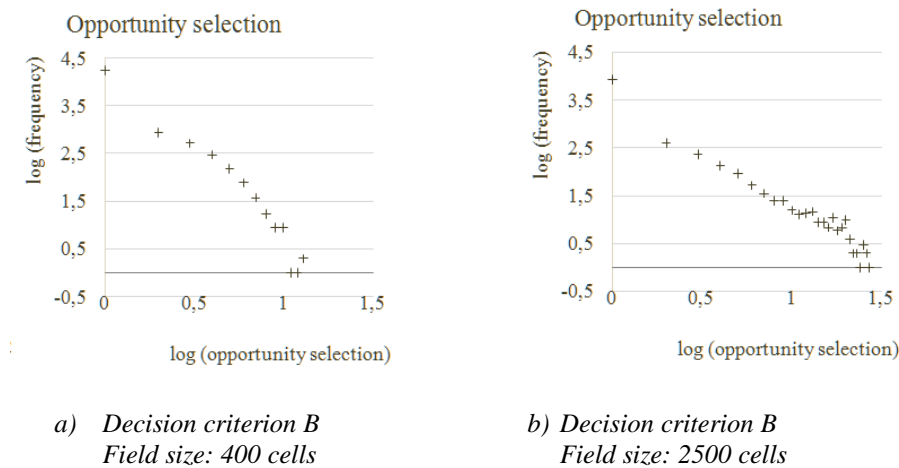 Opportunity selection
log (frequency)
4,5
3,5
2,5
1,5
0,5
-0,5
0
0,5
1
1,5
log (opportunity selection)
a) Decision criterion B
Field size: 400 cells
Opportunity selection
log (frequency)
4,5
3,5
2,5
1,5
0,5
-0,5
0
0,5
1
1,5
log (opportunity selection)
b) Decision criterion B
Field size: 2500 cells